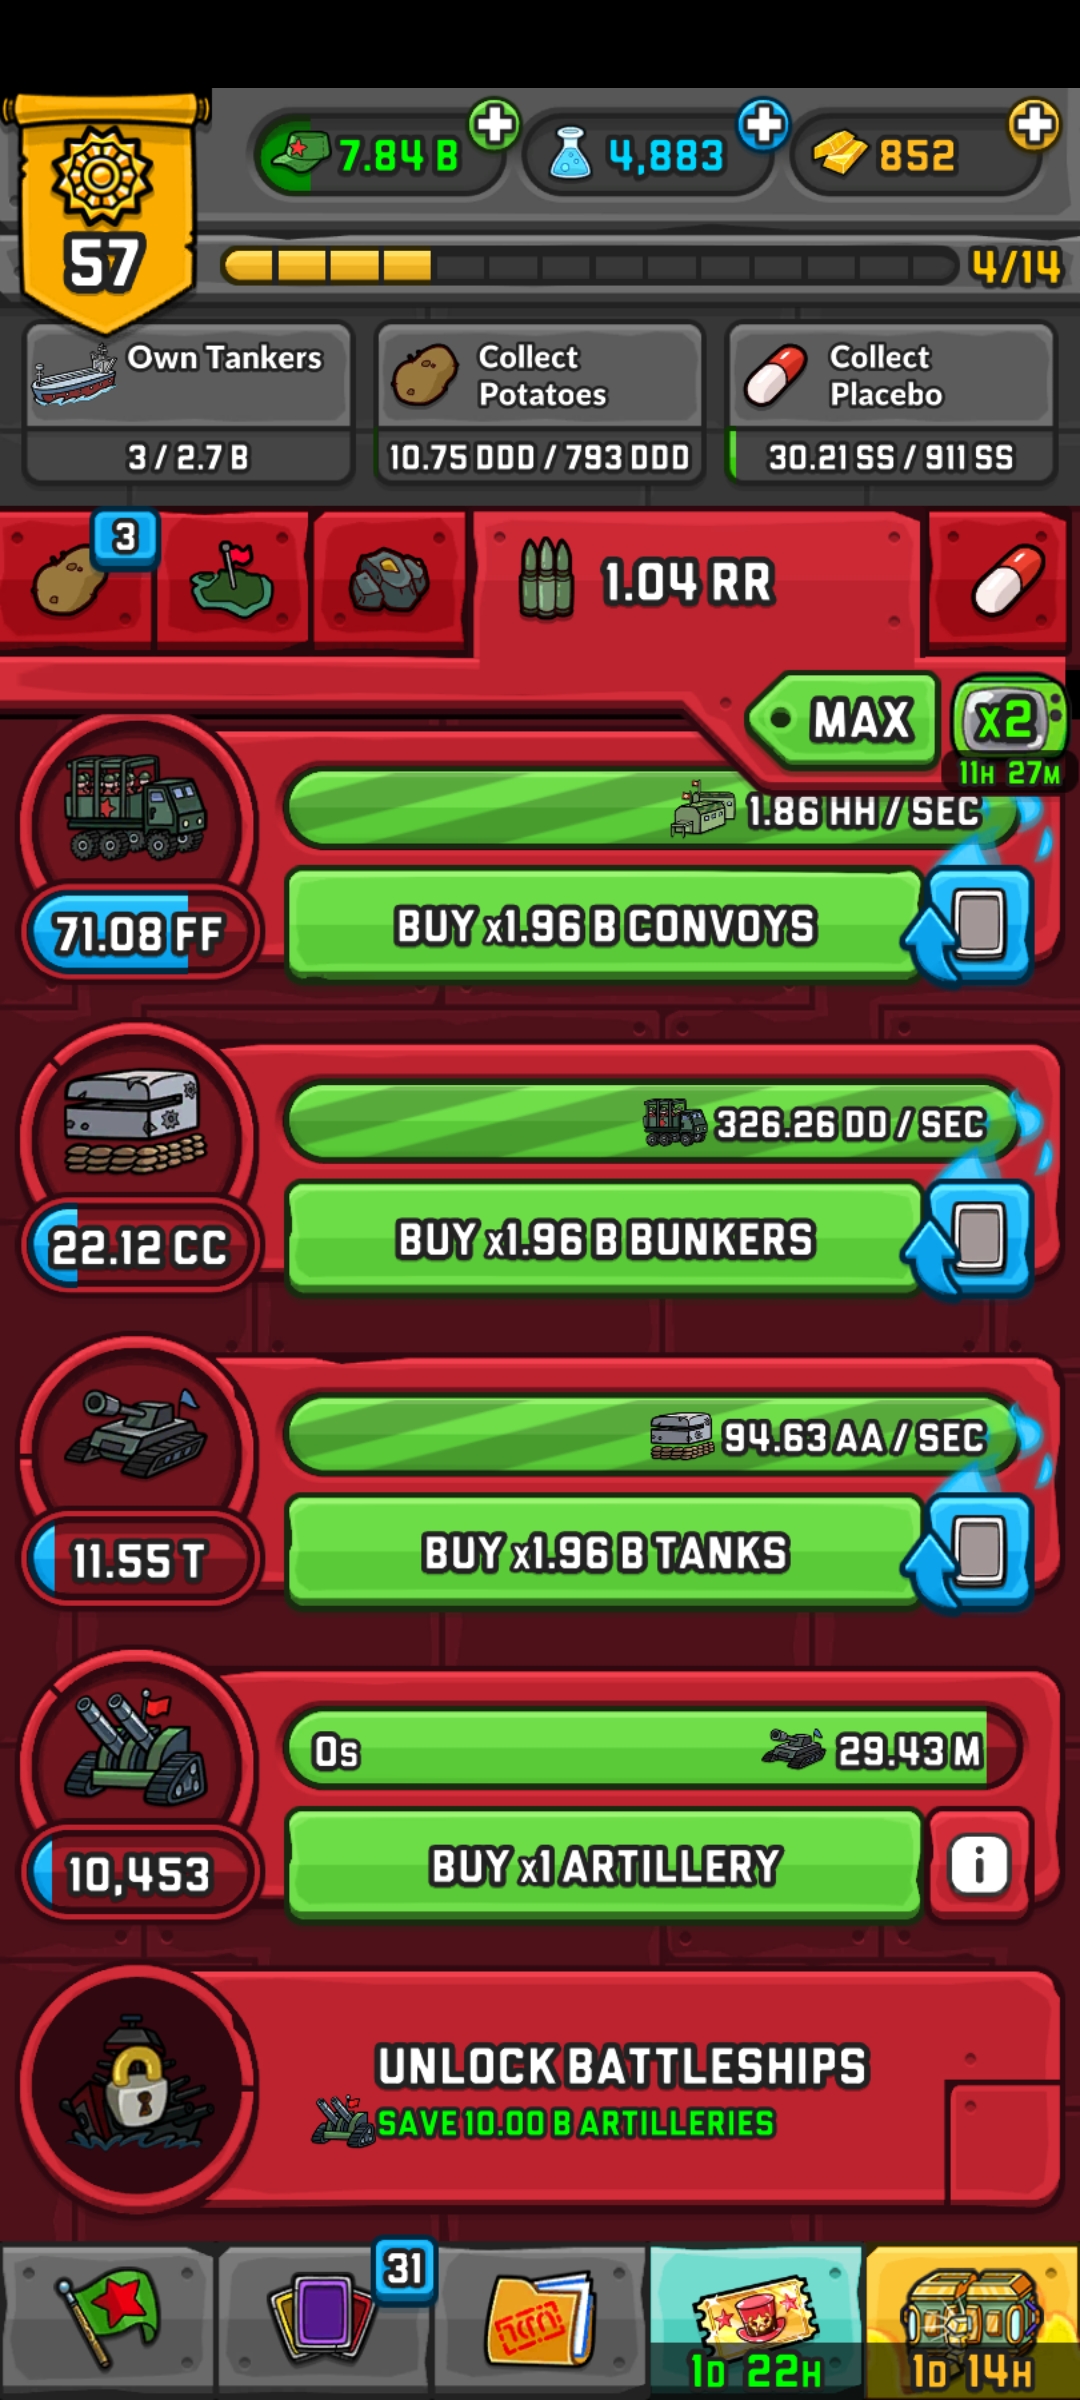 7.84 B
4,883
852
57
4/14
Own Tankers
3 / 2.7 B
Collect
Potatoes
10.75 DDD / 793 DDD
Collect
Placebo
30.21 SS / 911 SS
3
1.04 RR
MAX
x2
11H 27M
1.86 HH / SEC
71.08 FF
BUY x1.96 B CONVOYS
326.26 DD / SEC
22.12 CC
BUY x1.96 B BUNKERS
94.63 AA / SEC
11.55 T
BUY x1.96 B TANKS
0s
29.43 M
10,453
BUY x1 ARTILLERY
i
UNLOCK BATTLESHIPS
SAVE 10.00 B ARTILLERIES
31
1D 22H
1D 14H